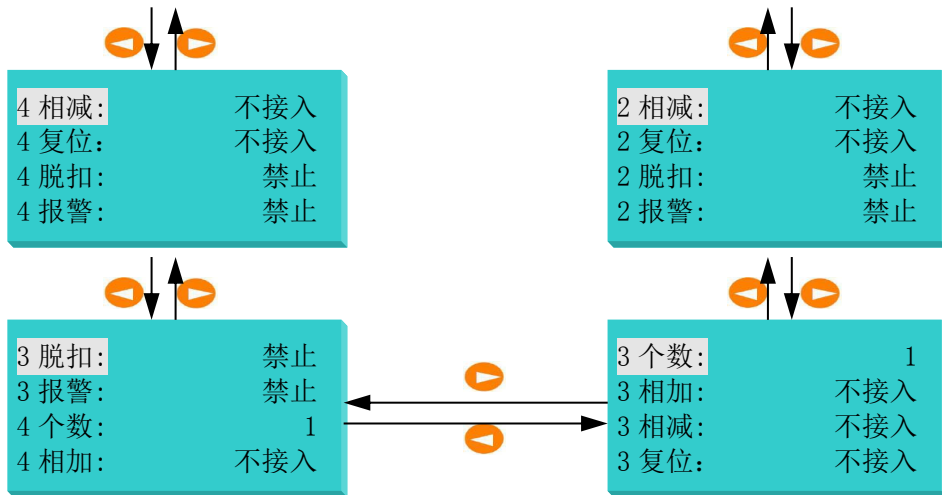 4 相减: 不接入
4 复位: 不接入
4 脱扣: 禁止
4 报警: 禁止
2 相减: 不接入
2 复位: 不接入
2 脱扣: 禁止
2 报警: 禁止
3 脱扣: 禁止
3 报警: 禁止
4 个数: 1
4 相加: 不接入
3 个数: 1
3 相加: 不接入
3 相减: 不接入
3 复位: 不接入